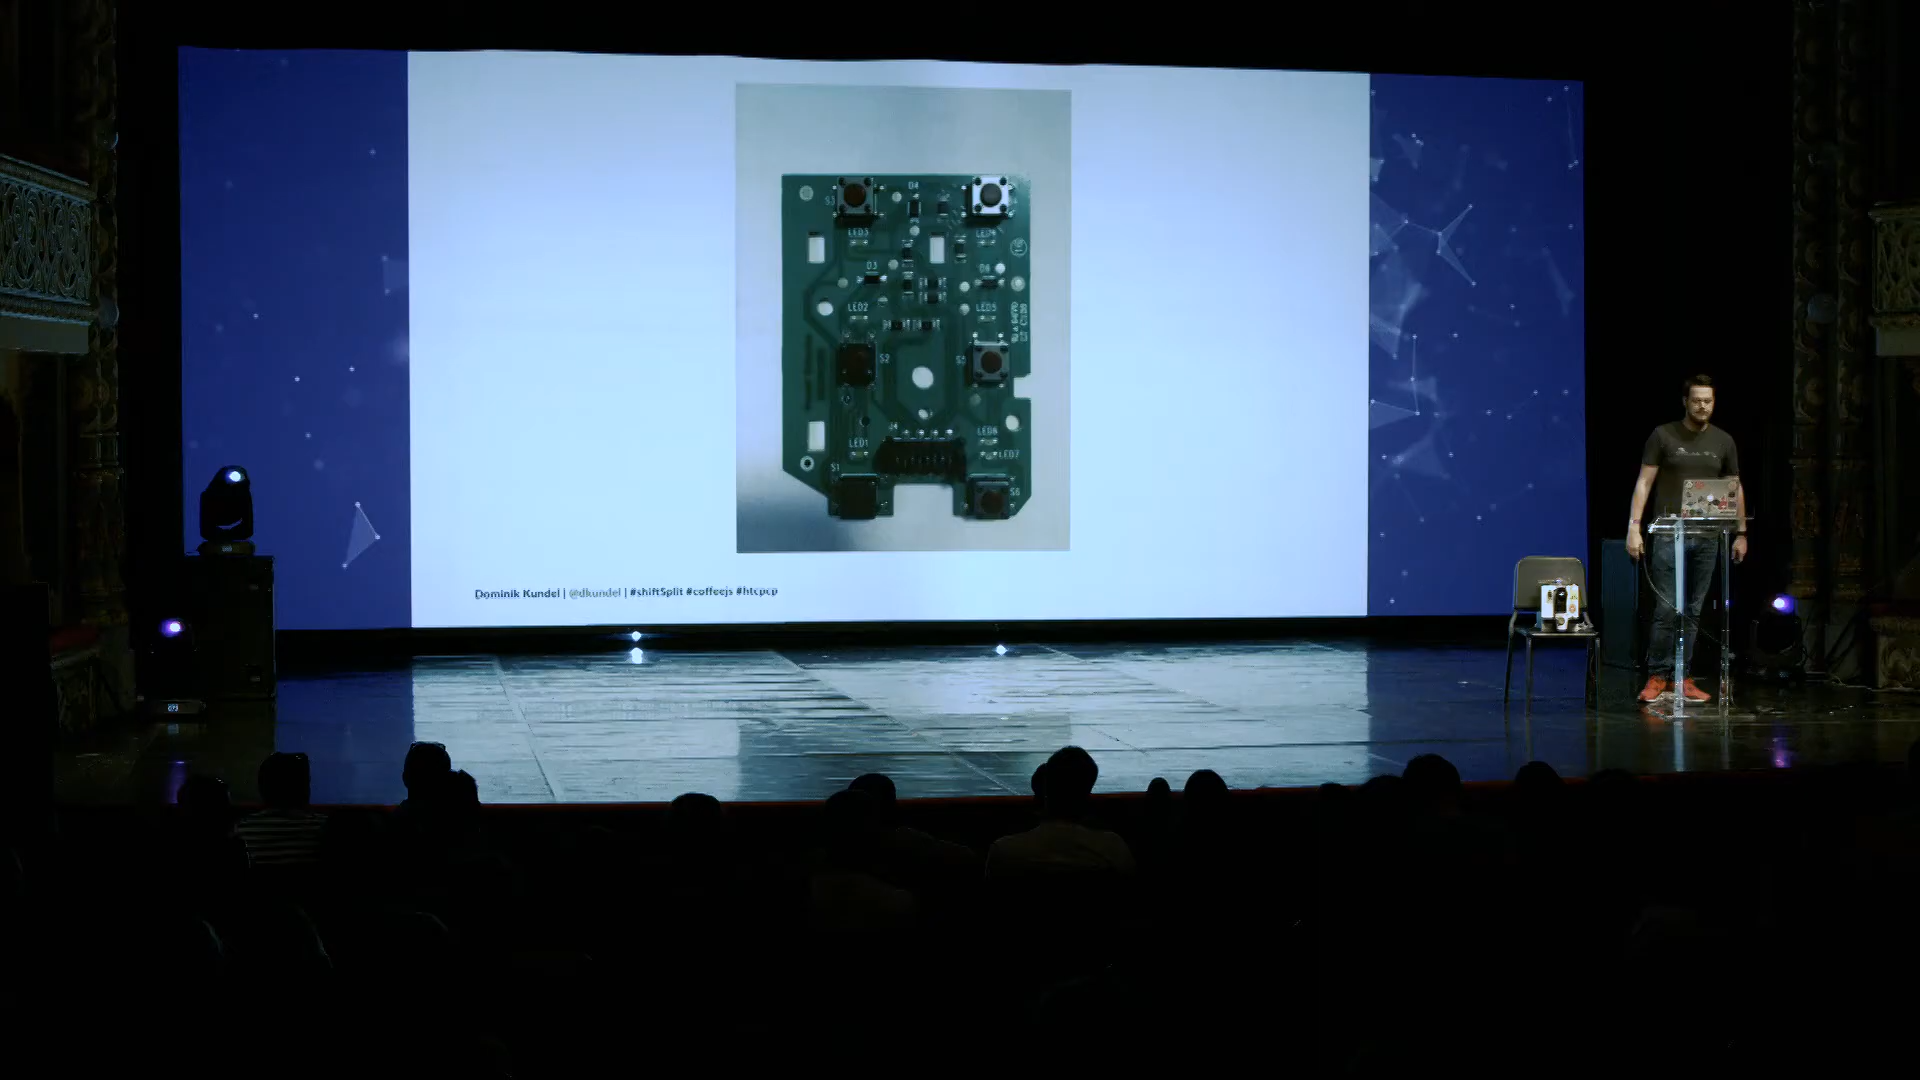 S3
D4
LED3
LED4
D3
D6
LED2
LED5
S2
S5
J4
LED1
LED6
LED7
S1
S6
Dominik Kundel | @dkundel | #shiftSplit #coffeejs #htcpcp